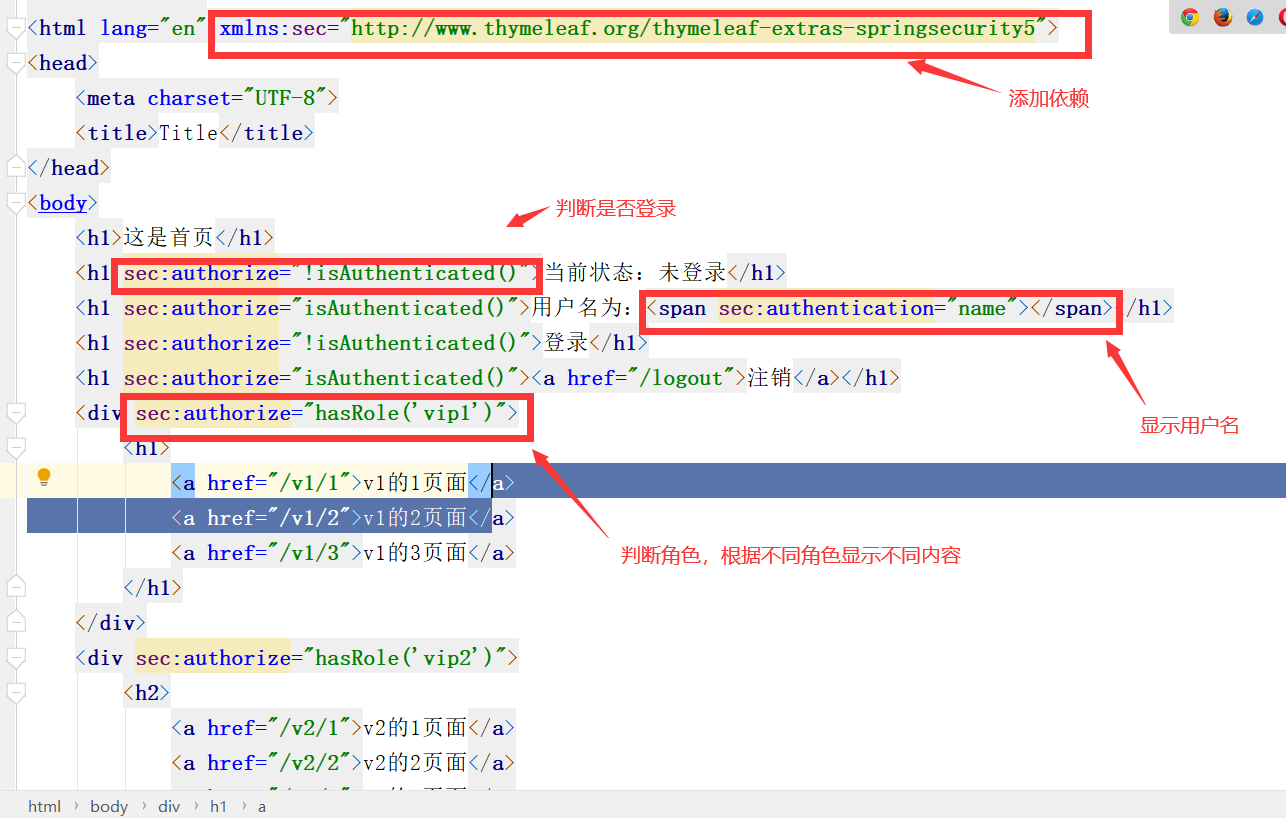 <html lang="en" xmlns:sec="http://www.thymeleaf.org/thymeleaf-extras-springsecurity5">
<head>
添加依赖
<meta charset="UTF-8">
<title>Title</title>
</head>
<body>
判断是否登录
<h1>这是首页</h1>
<h1 sec:authorize="!isAuthenticated()">当前状态：未登录</h1>
<h1 sec:authorize="isAuthenticated()">用户名为：<span sec:authentication="name"></span></h1>
<h1 sec:authorize="!isAuthenticated()">登录</h1>
<h1 sec:authorize="isAuthenticated()"><a href="/logout">注销</a></h1>
<div sec:authorize="hasRole('vip1')">
显示用户名
<h1>
<a href="/v1/1">v1的1页面</a>
<a href="/v1/2">v1的2页面</a>
<a href="/v1/3">v1的3页面</a>
判断角色，根据不同角色显示不同内容
</h1>
</div>
<div sec:authorize="hasRole('vip2')">
<h2>
<a href="/v2/1">v2的1页面</a>
<a href="/v2/2">v2的2页面</a>
html › body › div › h1 › a